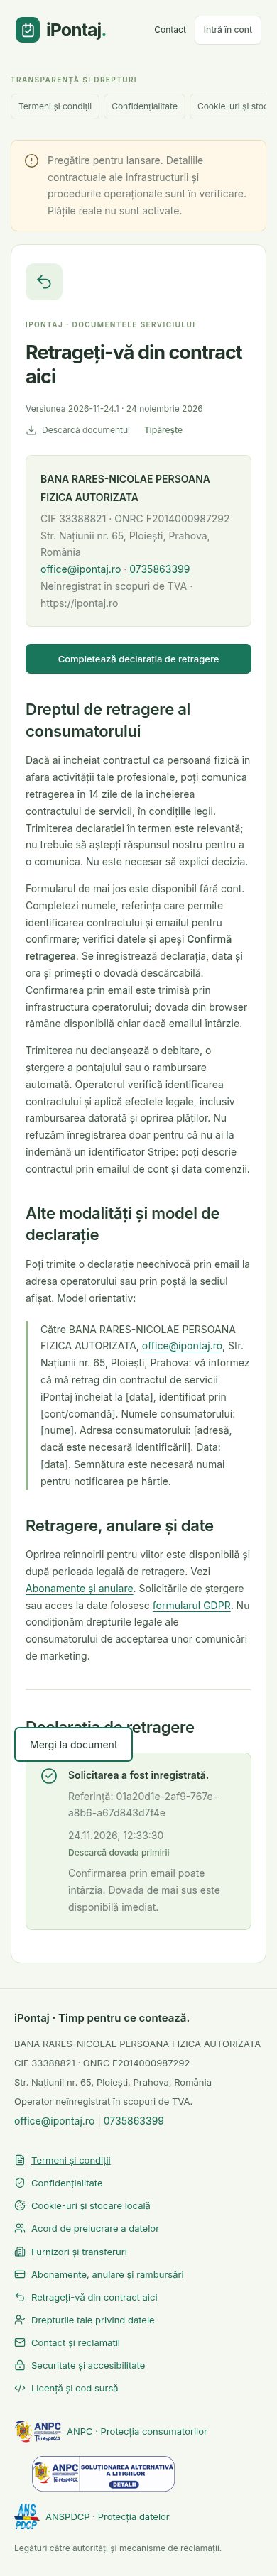 iPontaj.
Contact
Intră în cont
TRANSPARENȚĂ ȘI DREPTURI
Termeni și condiții
Confidențialitate
Cookie-uri și stoc
Pregătire pentru lansare. Detaliile
contractuale ale infrastructurii și
procedurile operaționale sunt în verificare.
Plățile reale nu sunt activate.
IPONTAJ · DOCUMENTELE SERVICIULUI
Retrageți-vă din contract
aici
Versiunea 2026-11-24.1 · 24 noiembrie 2026
Descarcă documentul
Tipărește
BANA RARES-NICOLAE PERSOANA
FIZICA AUTORIZATA
CIF 33388821 · ONRC F2014000987292
Str. Națiunii nr. 65, Ploiești, Prahova,
România
office@ipontaj.ro · 0735863399
Neînregistrat în scopuri de TVA ·
https://ipontaj.ro
Completează declarația de retragere
Dreptul de retragere al
consumatorului
Dacă ai încheiat contractul ca persoană fizică în
afara activității tale profesionale, poți comunica
retragerea în 14 zile de la încheierea
contractului de servicii, în condițiile legii.
Trimiterea declarației în termen este relevantă;
nu trebuie să aștepți răspunsul nostru pentru a
o comunica. Nu este necesar să explici decizia.
Formularul de mai jos este disponibil fără cont.
Completezi numele, referința care permite
identificarea contractului și emailul pentru
confirmare; verifici datele și apeși Confirmă
retragerea. Se înregistrează declarația, data și
ora și primești o dovadă descărcabilă.
Confirmarea prin email este trimisă prin
infrastructura operatorului; dovada din browser
rămâne disponibilă chiar dacă emailul întârzie.
Trimiterea nu declanșează o debitare, o
ștergere a pontajului sau o rambursare
automată. Operatorul verifică identificarea
contractului și aplică efectele legale, inclusiv
rambursarea datorată și oprirea plăților. Nu
refuzăm înregistrarea doar pentru că nu ai la
îndemână un identificator Stripe: poți descrie
contractul prin emailul de cont și data comenzii.
Alte modalități și model de
declarație
Poți trimite o declarație neechivocă prin email la
adresa operatorului sau prin poștă la sediul
afișat. Model orientativ:
Către BANA RARES-NICOLAE PERSOANA
FIZICA AUTORIZATA, office@ipontaj.ro, Str.
Națiunii nr. 65, Ploiești, Prahova: vă informez
că mă retrag din contractul de servicii
iPontaj încheiat la [data], identificat prin
[cont/comandă]. Numele consumatorului:
[nume]. Adresa consumatorului: [adresă,
dacă este necesară identificării]. Data:
[data]. Semnătura este necesară numai
pentru notificarea pe hârtie.
Retragere, anulare și date
Oprirea reînnoirii pentru viitor este disponibilă și
după perioada legală de retragere. Vezi
Abonamente și anulare. Solicitările de ștergere
sau acces la date folosesc formularul GDPR. Nu
condiționăm drepturile legale ale
consumatorului de acceptarea unor comunicări
de marketing.
Declarația de retragere
Mergi la document
Solicitarea a fost înregistrată.
Referință: 01a20d1e-2af9-767e-
a8b6-a67d843d7f4e
24.11.2026, 12:33:30
Descarcă dovada primirii
Confirmarea prin email poate
întârzia. Dovada de mai sus este
disponibilă imediat.
iPontaj · Timp pentru ce contează.
BANA RARES-NICOLAE PERSOANA FIZICA AUTORIZATA
CIF 33388821 · ONRC F2014000987292
Str. Națiunii nr. 65, Ploiești, Prahova, România
Operator neînregistrat în scopuri de TVA.
office@ipontaj.ro | 0735863399
Termeni și condiții
Confidențialitate
Cookie-uri și stocare locală
Acord de prelucrare a datelor
Furnizori și transferuri
Abonamente, anulare și rambursări
Retrageți-vă din contract aici
Drepturile tale privind datele
Contact și reclamații
Securitate și accesibilitate
Licență și cod sursă
ANPC
Te protejează
ANPC · Protecția consumatorilor
ANPC
Te protejează
SOLUȚIONAREA ALTERNATIVĂ
A LITIGIILOR
DETALII
ANS
PDCP
ANSPDCP · Protecția datelor
Legături către autorități și mecanisme de reclamații.